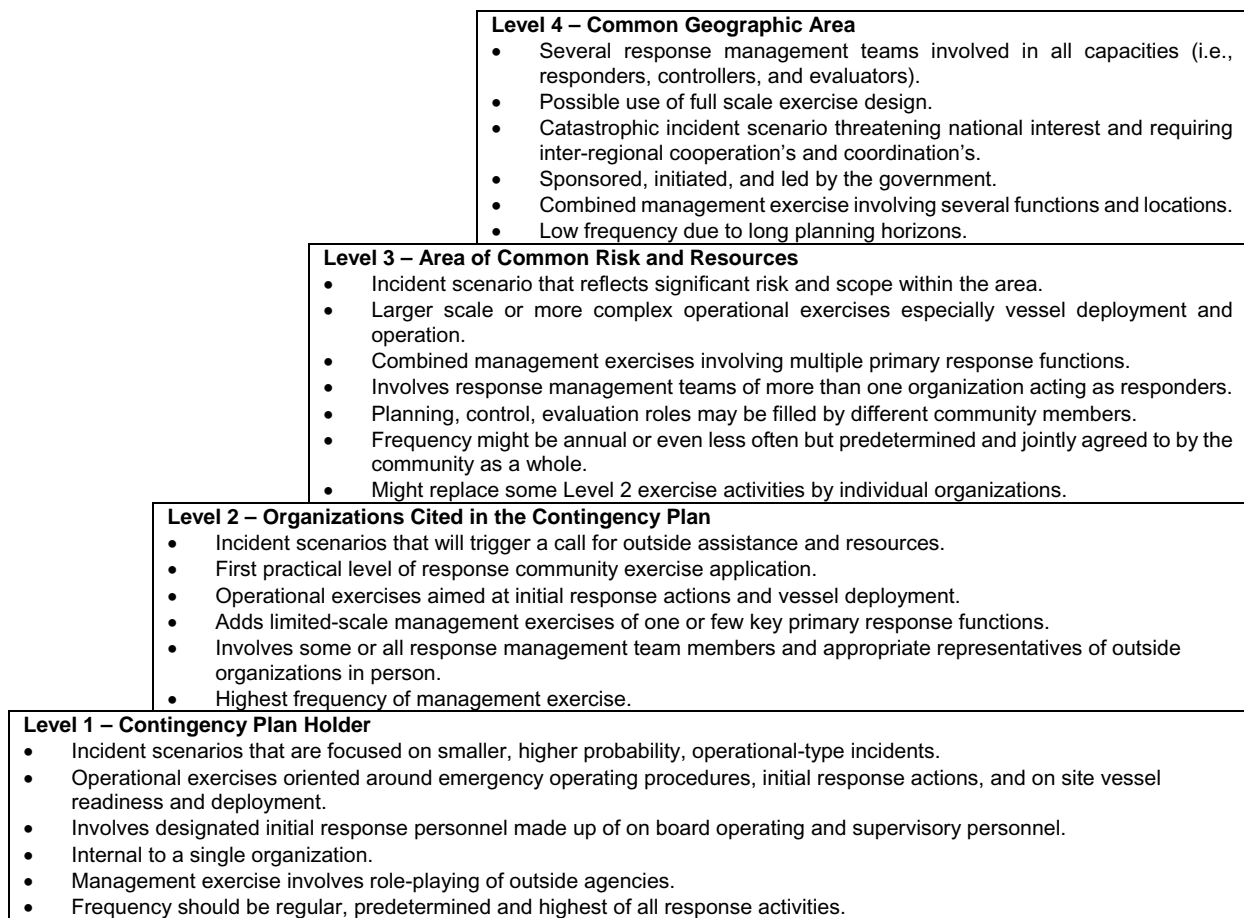 Level 4 – Common Geographic Area
• Several response management teams involved in all capacities (i.e.,
responders, controllers, and evaluators).
• Possible use of full scale exercise design.
• Catastrophic incident scenario threatening national interest and requiring
inter-regional cooperation’s and coordination’s.
• Sponsored, initiated, and led by the government.
• Combined management exercise involving several functions and locations.
• Low frequency due to long planning horizons.
Level 3 – Area of Common Risk and Resources
• Incident scenario that reflects significant risk and scope within the area.
• Larger scale or more complex operational exercises especially vessel deployment and
operation.
• Combined management exercises involving multiple primary response functions.
• Involves response management teams of more than one organization acting as responders.
• Planning, control, evaluation roles may be filled by different community members.
• Frequency might be annual or even less often but predetermined and jointly agreed to by the
community as a whole.
• Might replace some Level 2 exercise activities by individual organizations.
Level 2 – Organizations Cited in the Contingency Plan
• Incident scenarios that will trigger a call for outside assistance and resources.
• First practical level of response community exercise application.
• Operational exercises aimed at initial response actions and vessel deployment.
• Adds limited-scale management exercises of one or few key primary response functions.
• Involves some or all response management team members and appropriate representatives of outside
organizations in person.
• Highest frequency of management exercise.
Level 1 – Contingency Plan Holder
• Incident scenarios that are focused on smaller, higher probability, operational-type incidents.
• Operational exercises oriented around emergency operating procedures, initial response actions, and on site vessel
readiness and deployment.
• Involves designated initial response personnel made up of on board operating and supervisory personnel.
• Internal to a single organization.
• Management exercise involves role-playing of outside agencies.
• Frequency should be regular, predetermined and highest of all response activities.